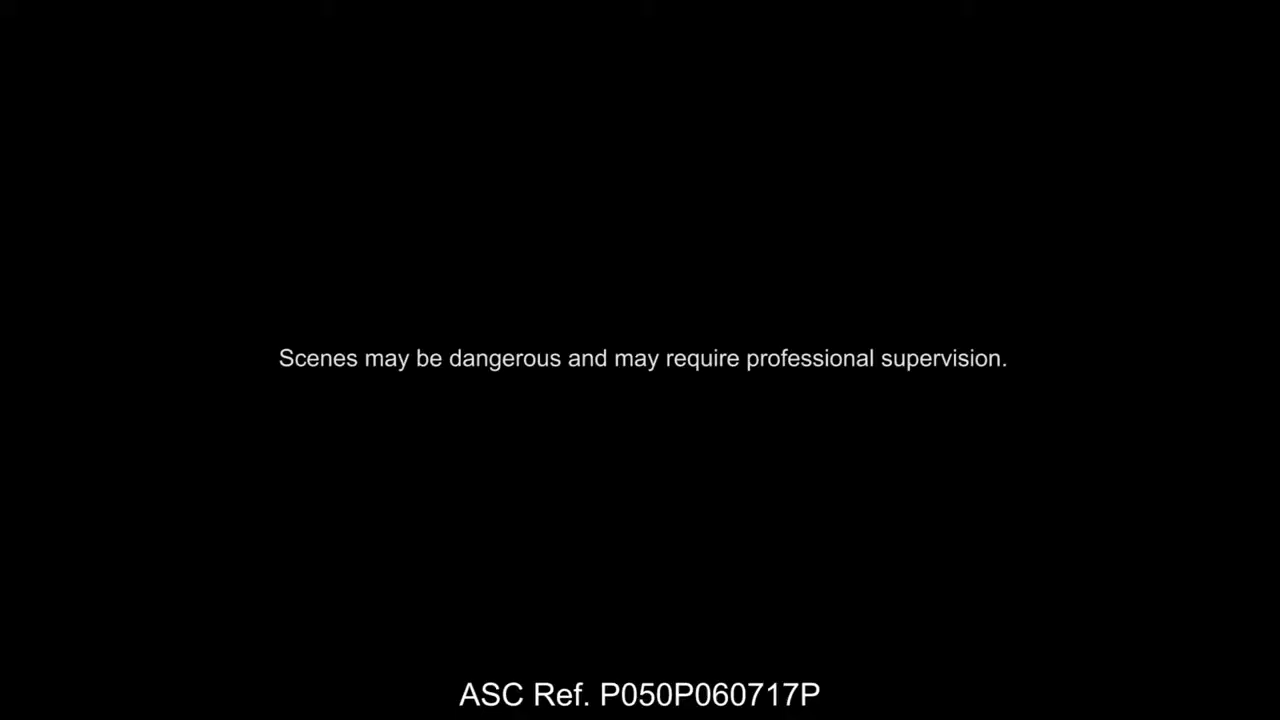 Scenes may be dangerous and may require professional supervision.
ASC Ref. P050P060717P